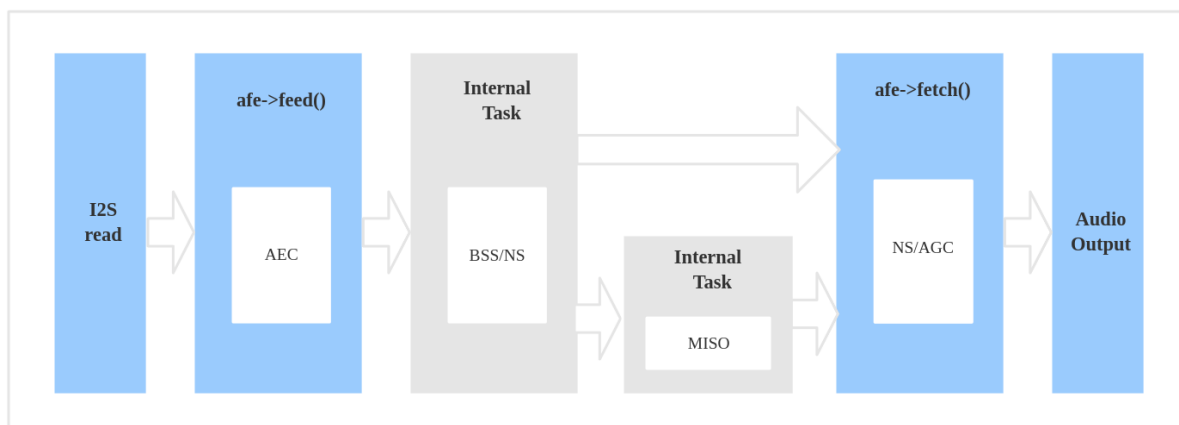 I2S
read
afe->feed()
AEC
Internal
Task
BSS/NS
Internal
Task
MISO
afe->fetch()
NS/AGC
Audio
Output